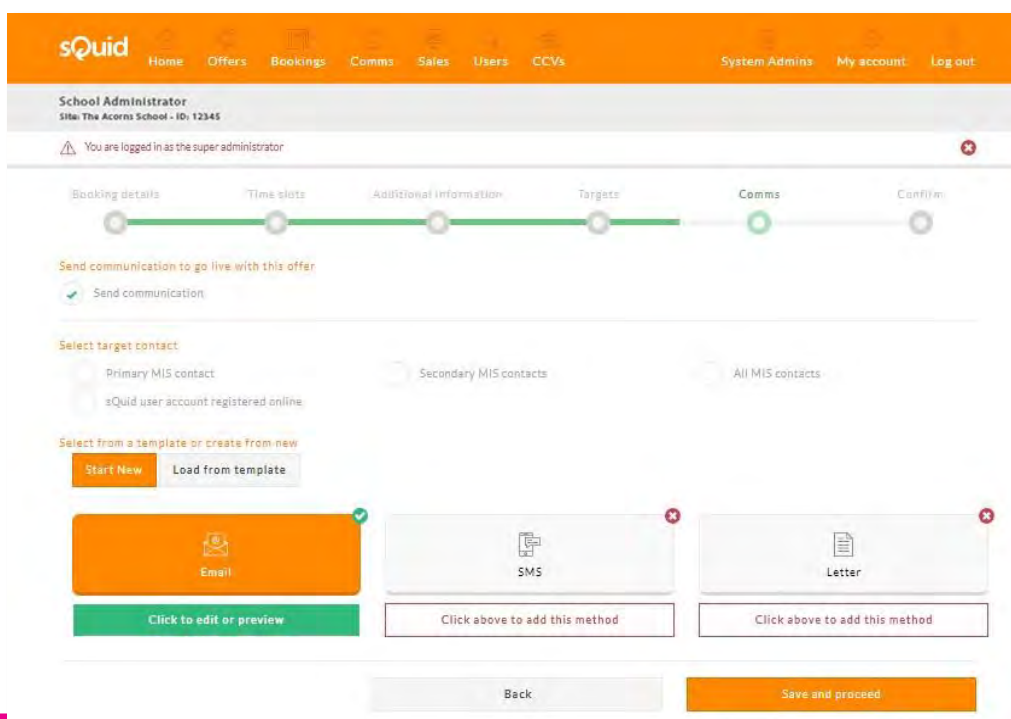 sQuid
Home Offers Bookings Comms Sales Users CCVs System Admins My account Log out
School Administrator
Site: The Acorns School - ID: 12345
You are logged in as the super administrator
Booking details Time slots Additional information Targets Comms Confirm
Send communication to go live with this offer
Send communication
Select target contact
Primary MIS contact Secondary MIS contacts All MIS contacts
sQuid user account registered online
Select from a template or create from new
Start New Load from template
Email SMS Letter
Click to edit or preview Click above to add this method Click above to add this method
Back Save and proceed